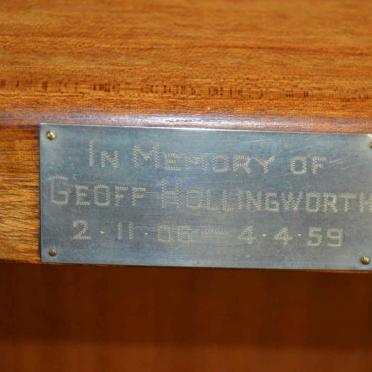 IN MEMORY OF
GEOFF HOLLINGWORTH
2·11·06 — 4·4·59